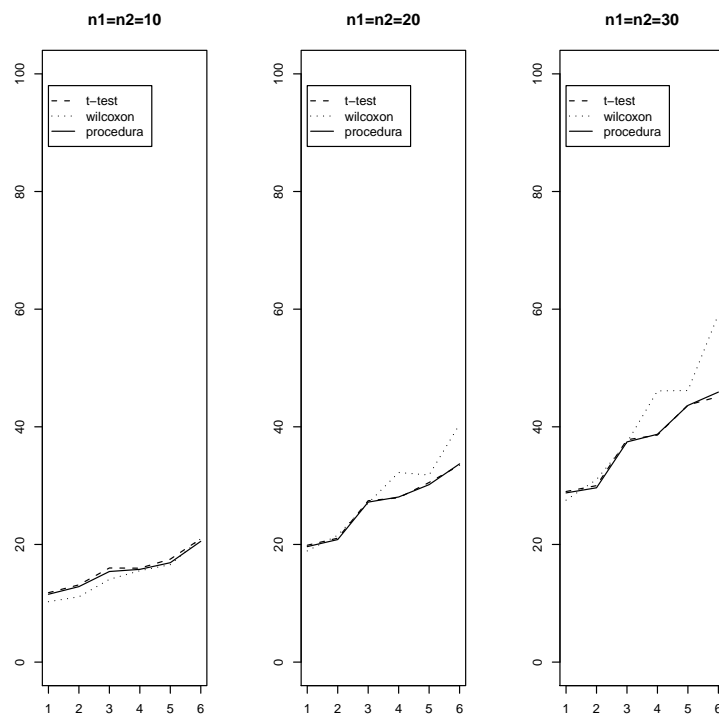 n1=n2=10
100
80
60
40
20
0
t−test
wilcoxon
procedura
1 2 3 4 5 6
n1=n2=20
100
80
60
40
20
0
t−test
wilcoxon
procedura
1 2 3 4 5 6
n1=n2=30
100
80
60
40
20
0
t−test
wilcoxon
procedura
1 2 3 4 5 6